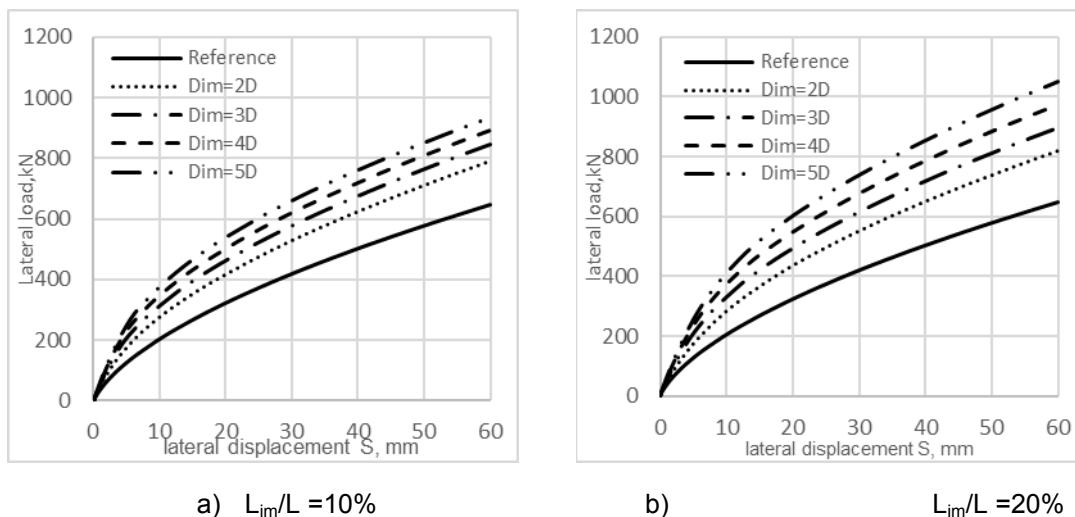 1200
1000
800
600
400
200
0
Lateral load,kN
Reference
Dim=2D
Dim=3D
Dim=4D
Dim=5D
0 10 20 30 40 50 60
lateral displacement S, mm
a) Lim/L =10%
1200
1000
800
600
400
200
0
lateral load,kN
Reference
Dim=2D
Dim=3D
Dim=4D
Dim=5D
0 10 20 30 40 50 60
lateral displacement S, mm
b) Lim/L =20%